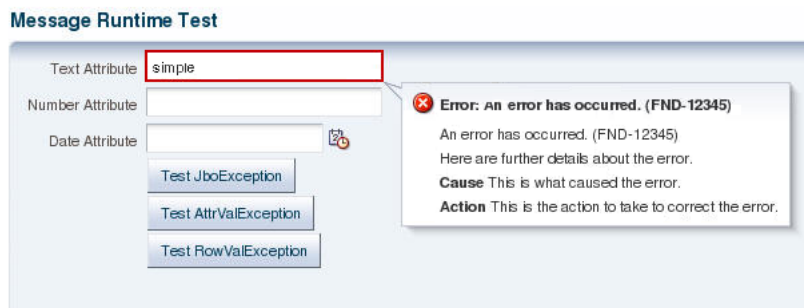 Message Runtime Test
Text Attribute simple
Number Attribute
Date Attribute
Test JboException
Test AttrValException
Test RowValException
Error: An error has occurred. (FND-12345)
An error has occurred. (FND-12345)
Here are further details about the error.
Cause This is what caused the error.
Action This is the action to take to correct the error.